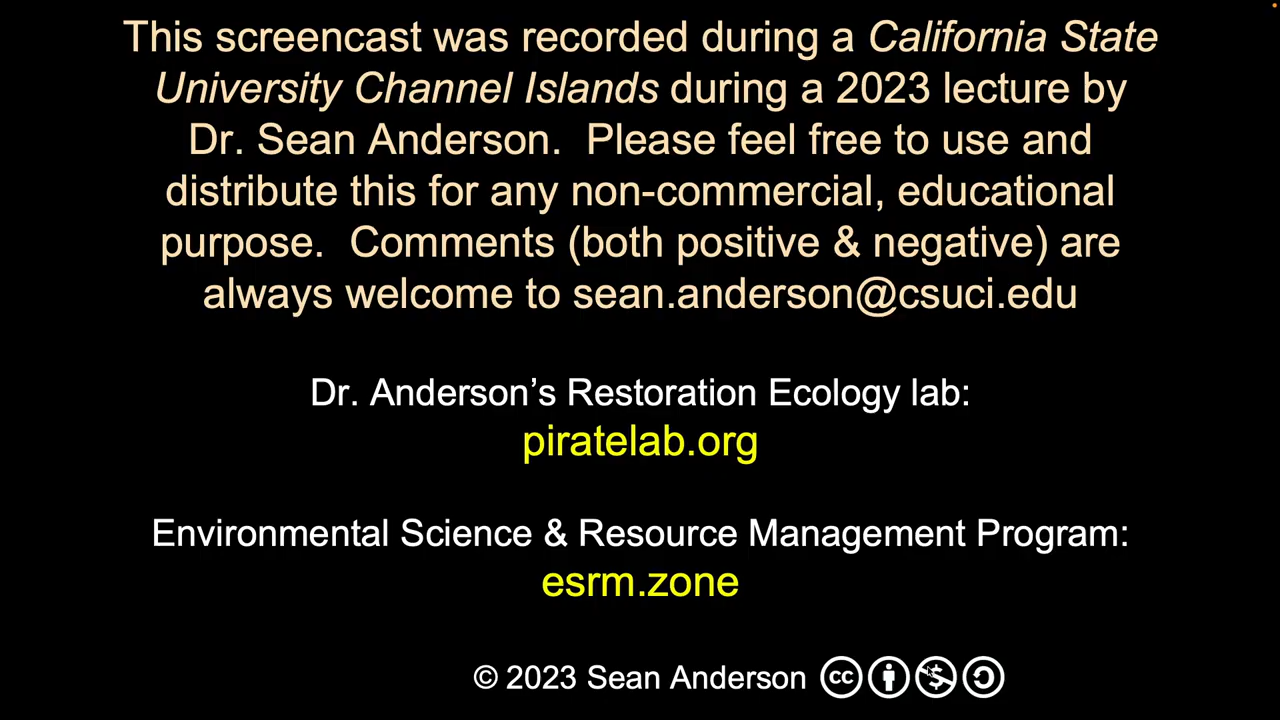 This screencast was recorded during a California State
University Channel Islands during a 2023 lecture by
Dr. Sean Anderson.  Please feel free to use and
distribute this for any non-commercial, educational
purpose.  Comments (both positive & negative) are
always welcome to sean.anderson@csuci.edu
Dr. Anderson’s Restoration Ecology lab:
piratelab.org
Environmental Science & Resource Management Program:
esrm.zone
© 2023 Sean Anderson cc